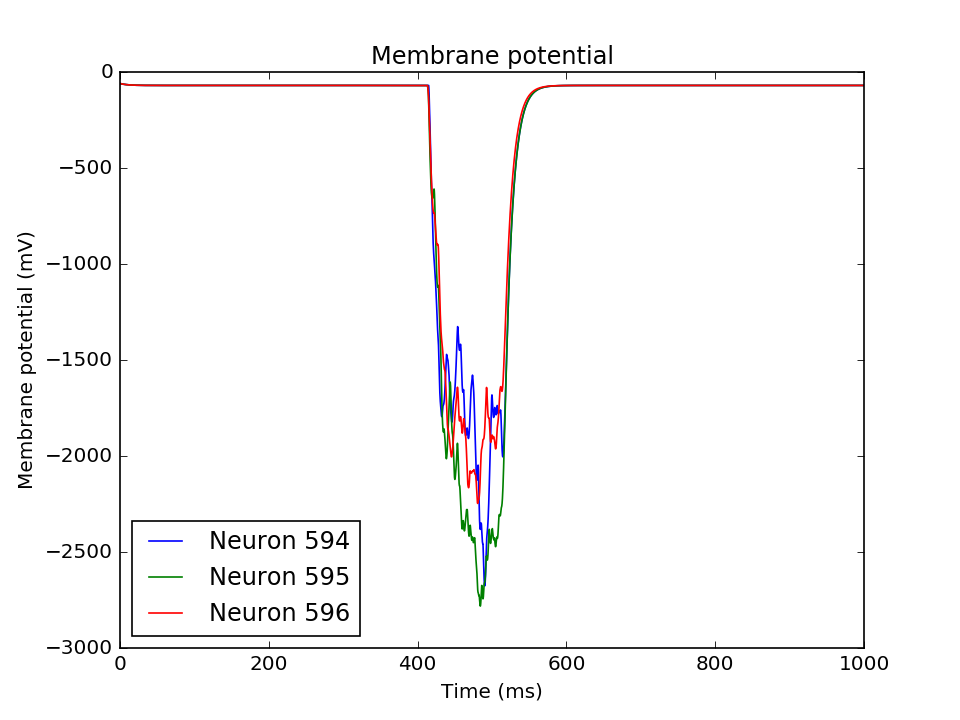 Membrane potential
0
−500
−1000
−1500
−2000
−2500
−3000
Membrane potential (mV)
Neuron 594
Neuron 595
Neuron 596
0 200 400 600 800 1000
Time (ms)